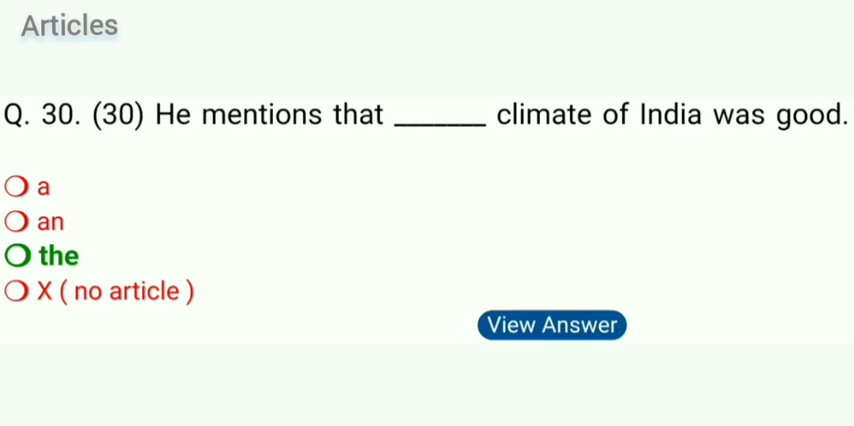 Articles
Q. 30. (30) He mentions that ______ climate of India was good.
a
an
the
X ( no article )
View Answer